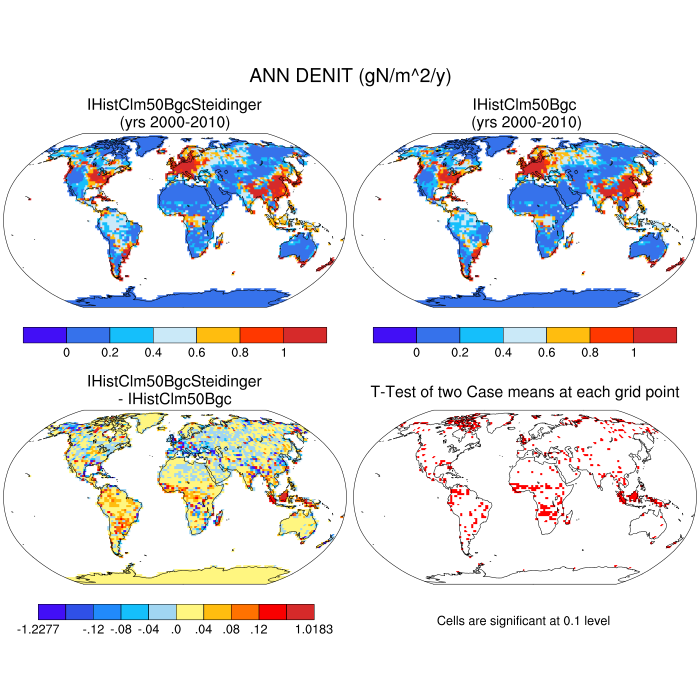 ANN DENIT (gN/m^2/y)
IHistClm50BgcSteidinger
(yrs 2000-2010)
IHistClm50Bgc
(yrs 2000-2010)
0 0.2 0.4 0.6 0.8 1
0 0.2 0.4 0.6 0.8 1
IHistClm50BgcSteidinger
- IHistClm50Bgc
T-Test of two Case means at each grid point
-1.2277 -.12 -.08 -.04 .0 .04 .08 .12 1.0183
Cells are significant at 0.1 level